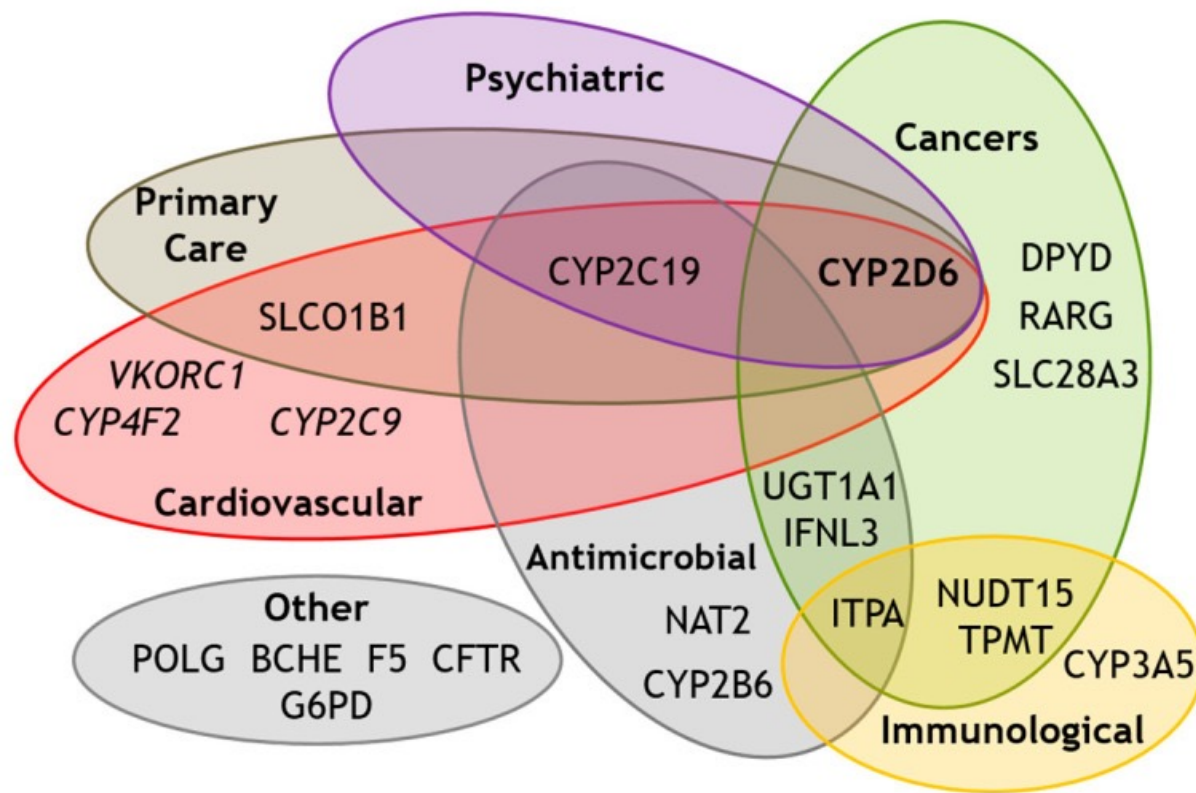 Psychiatric
Cancers
Primary
Care
CYP2C19
CYP2D6
DPYD
RARG
SLC28A3
SLCO1B1
VKORC1
CYP4F2 CYP2C9
Cardiovascular
UGT1A1
IFNL3
Antimicrobial
NAT2
CYP2B6
ITPA
NUDT15
TPMT
CYP3A5
Immunological
Other
POLG BCHE F5 CFTR
G6PD